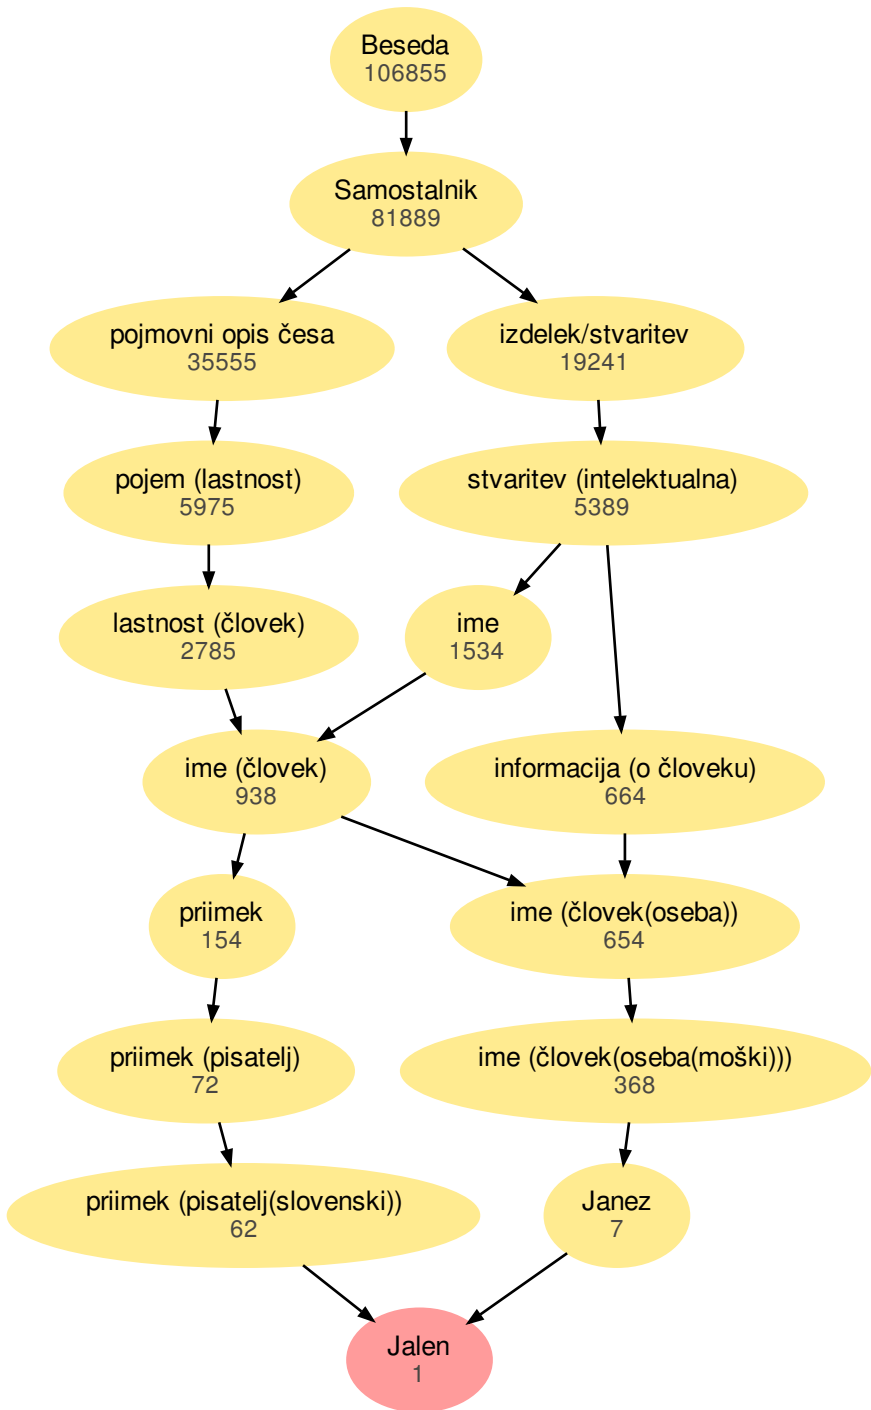 Beseda
106855
Samostalnik
81889
pojmovni opis česa
35555
izdelek/stvaritev
19241
pojem (lastnost)
5975
stvaritev (intelektualna)
5389
lastnost (človek)
2785
ime
1534
ime (človek)
938
informacija (o človeku)
664
priimek
154
ime (človek(oseba))
654
priimek (pisatelj)
72
ime (človek(oseba(moški)))
368
priimek (pisatelj(slovenski))
62
Janez
7
Jalen
1